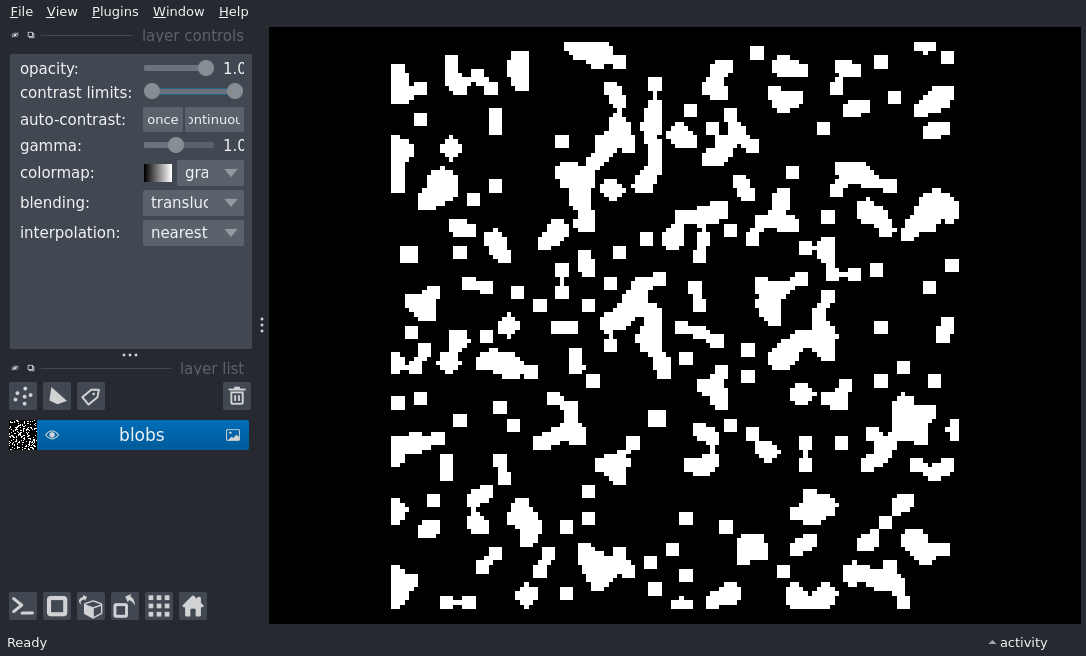 File View Plugins Window Help
layer controls
opacity: 1.0
contrast limits:
auto-contrast: once ontinuou
gamma: 1.0
colormap: gra
blending: transluc
interpolation: nearest
layer list
blobs
Ready activity